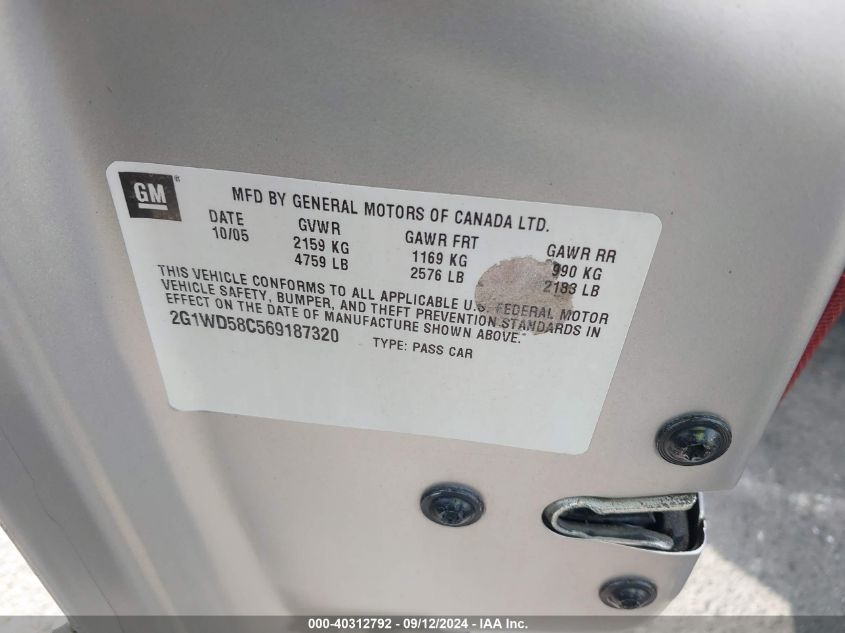 GM®
MFD BY GENERAL MOTORS OF CANADA LTD.
DATE GVWR GAWR FRT GAWR RR
10/05 2159 KG 1169 KG 990 KG
4759 LB 2576 LB 2183 LB
THIS VEHICLE CONFORMS TO ALL APPLICABLE U.S. FEDERAL MOTOR
VEHICLE SAFETY, BUMPER, AND THEFT PREVENTION STANDARDS IN
EFFECT ON THE DATE OF MANUFACTURE SHOWN ABOVE.
2G1WD58C569187320 TYPE: PASS CAR
000-40312792 - 09/12/2024 - IAA Inc.